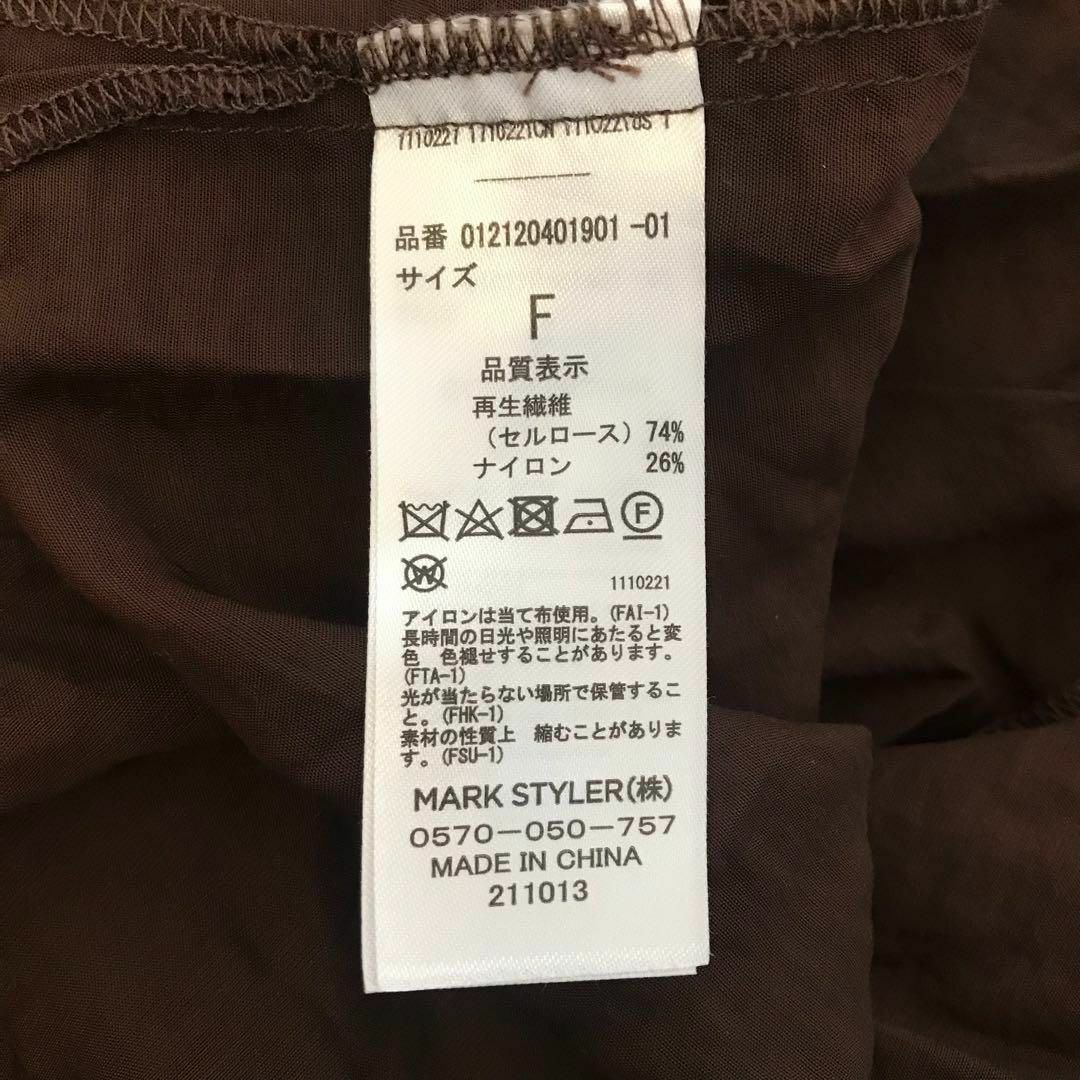 品番 012120401901 -01
サイズ
F
品質表示
再生繊維
(セルロース) 74%
ナイロン 26%
F
W
1110221
アイロンは当て布使用。(FAI-1)
長時間の日光や照明にあたると変
色 色褪せすることがあります。
(FTA-1)
光が当たらない場所で保管するこ
と。(FHK-1)
素材の性質上 縮むことがありま
す。(FSU-1)
MARK STYLER(株)
0570-050-757
MADE IN CHINA
211013